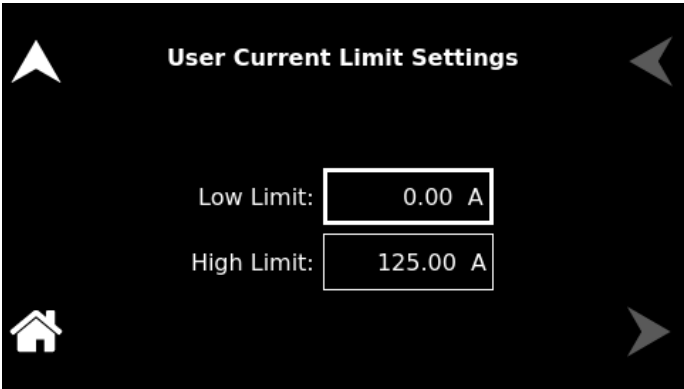 User Current Limit Settings
Low Limit: 0.00 A
High Limit: 125.00 A